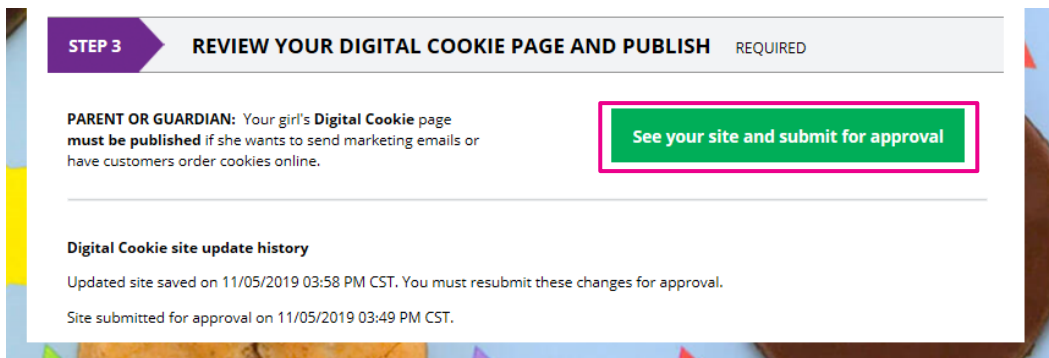 STEP 3 REVIEW YOUR DIGITAL COOKIE PAGE AND PUBLISH REQUIRED
PARENT OR GUARDIAN: Your girl's Digital Cookie page
must be published if she wants to send marketing emails or
have customers order cookies online.
See your site and submit for approval
Digital Cookie site update history
Updated site saved on 11/05/2019 03:58 PM CST. You must resubmit these changes for approval.
Site submitted for approval on 11/05/2019 03:49 PM CST.